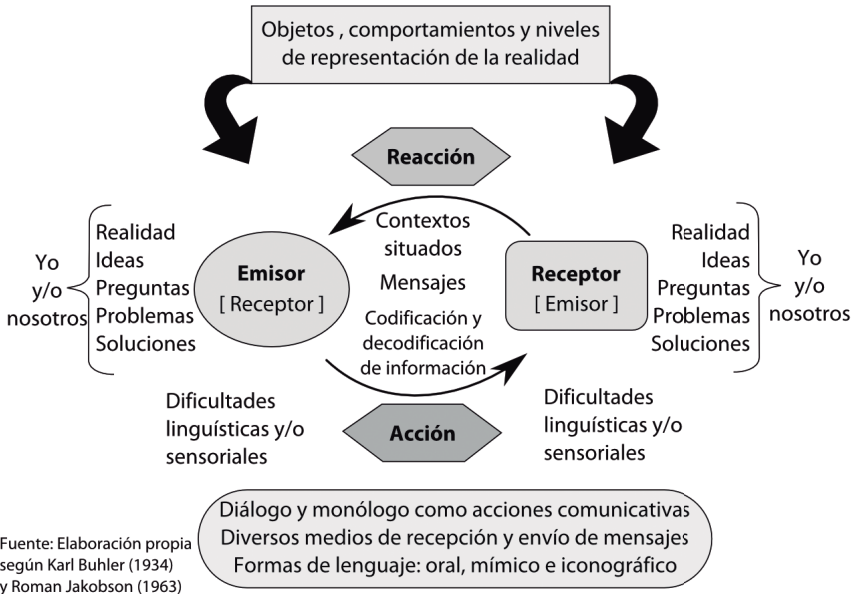 Objetos , comportamientos y niveles
de representación de la realidad
Reacción
Yo
y/o
nosotros
Realidad
Ideas
Preguntas
Problemas
Soluciones
Emisor
[ Receptor ]
Contextos
situados
Mensajes
Codificación y
decodificación
de información
Receptor
[ Emisor ]
Realidad
Ideas
Preguntas
Problemas
Soluciones
Yo
y/o
nosotros
Dificultades
linguísticas y/o
sensoriales
Acción
Dificultades
linguísticas y/o
sensoriales
Diálogo y monólogo como acciones comunicativas
Diversos medios de recepción y envío de mensajes
Formas de lenguaje: oral, mímico e iconográfico
Fuente: Elaboración propia
según Karl Buhler (1934)
y Roman Jakobson (1963)